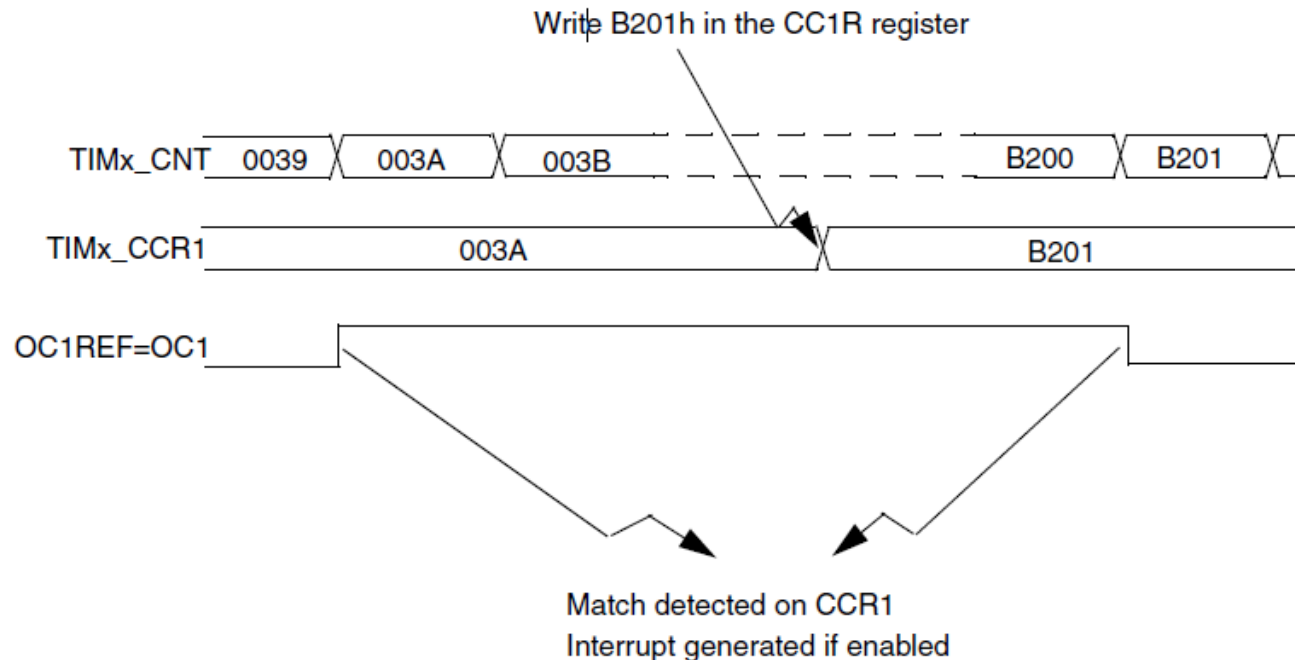 Write B201h in the CC1R register
TIMx_CNT 0039 003A 003B B200 B201
TIMx_CCR1 003A B201
OC1REF=OC1
Match detected on CCR1
Interrupt generated if enabled